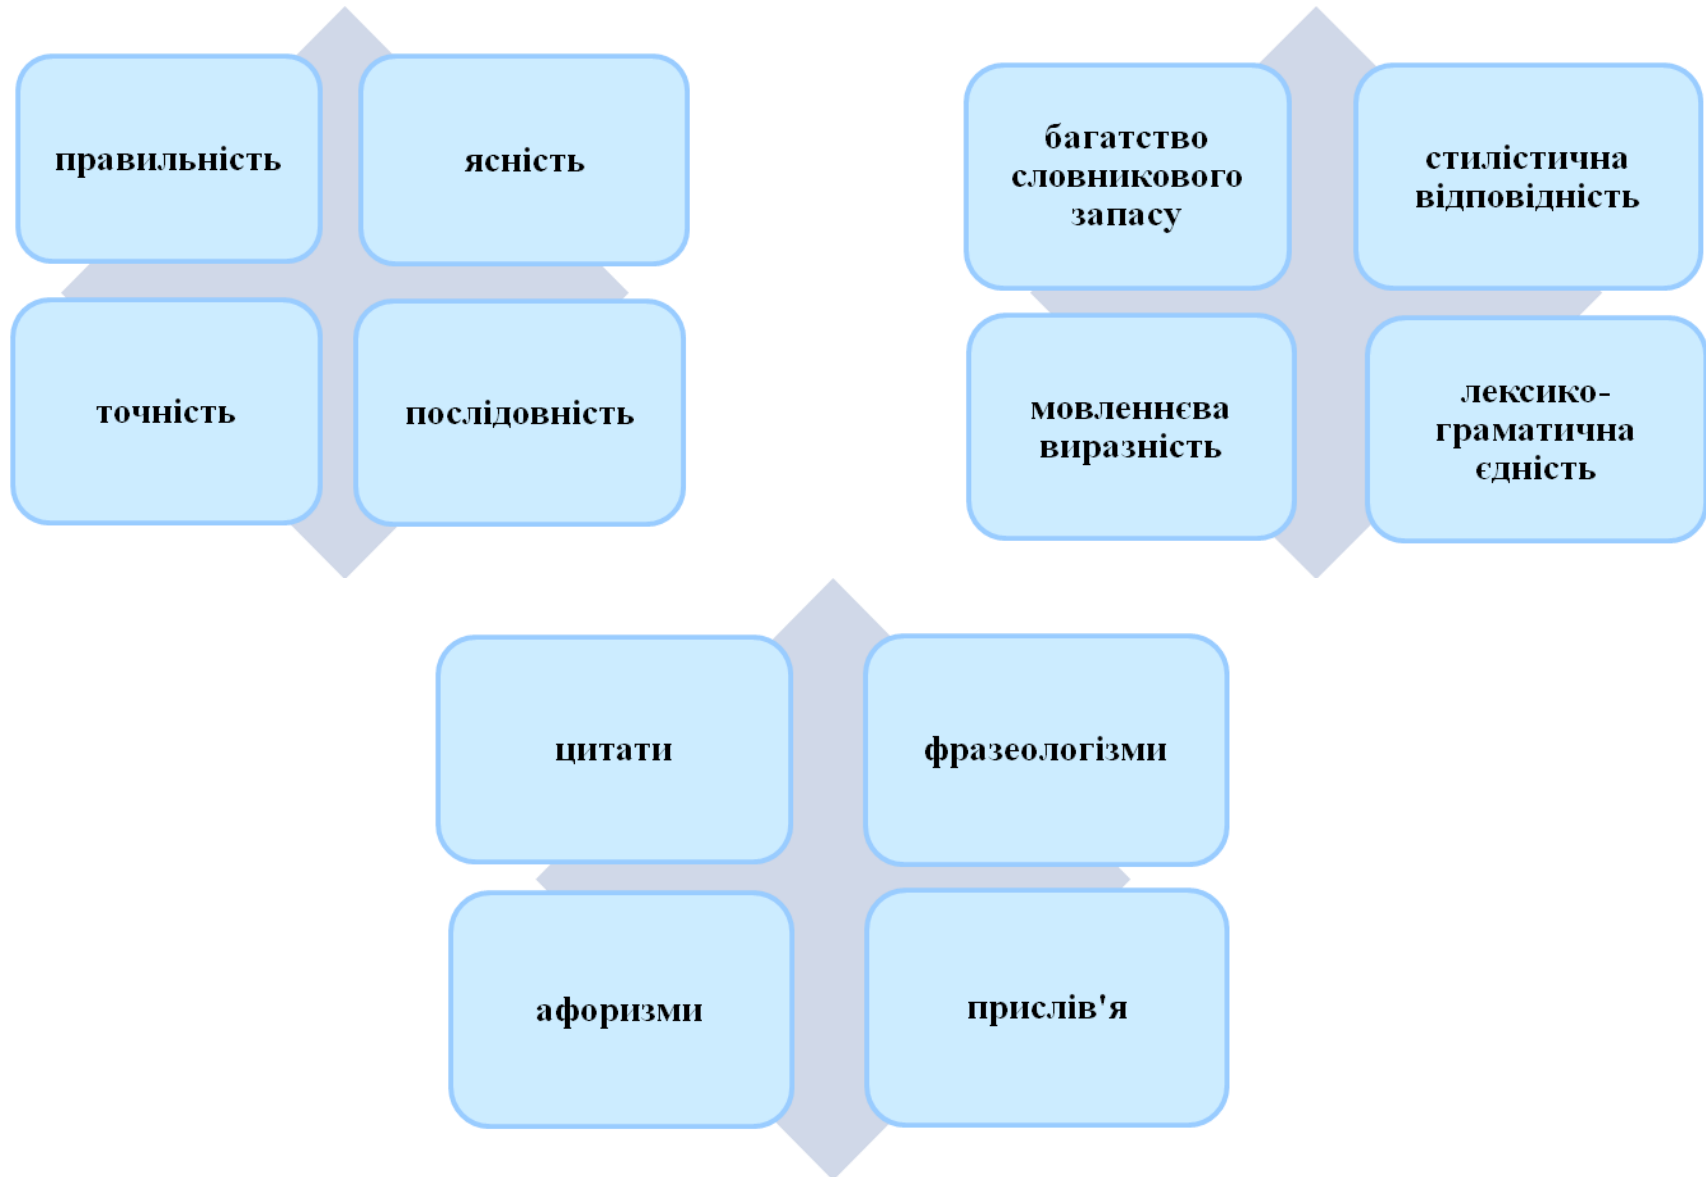 правильність
ясність
точність
послідовність
багатство
словникового
запасу
стилістична
відповідність
мовленнєва
виразність
лексико-
граматична
єдність
цитати
фразеологізми
афоризми
прислів'я